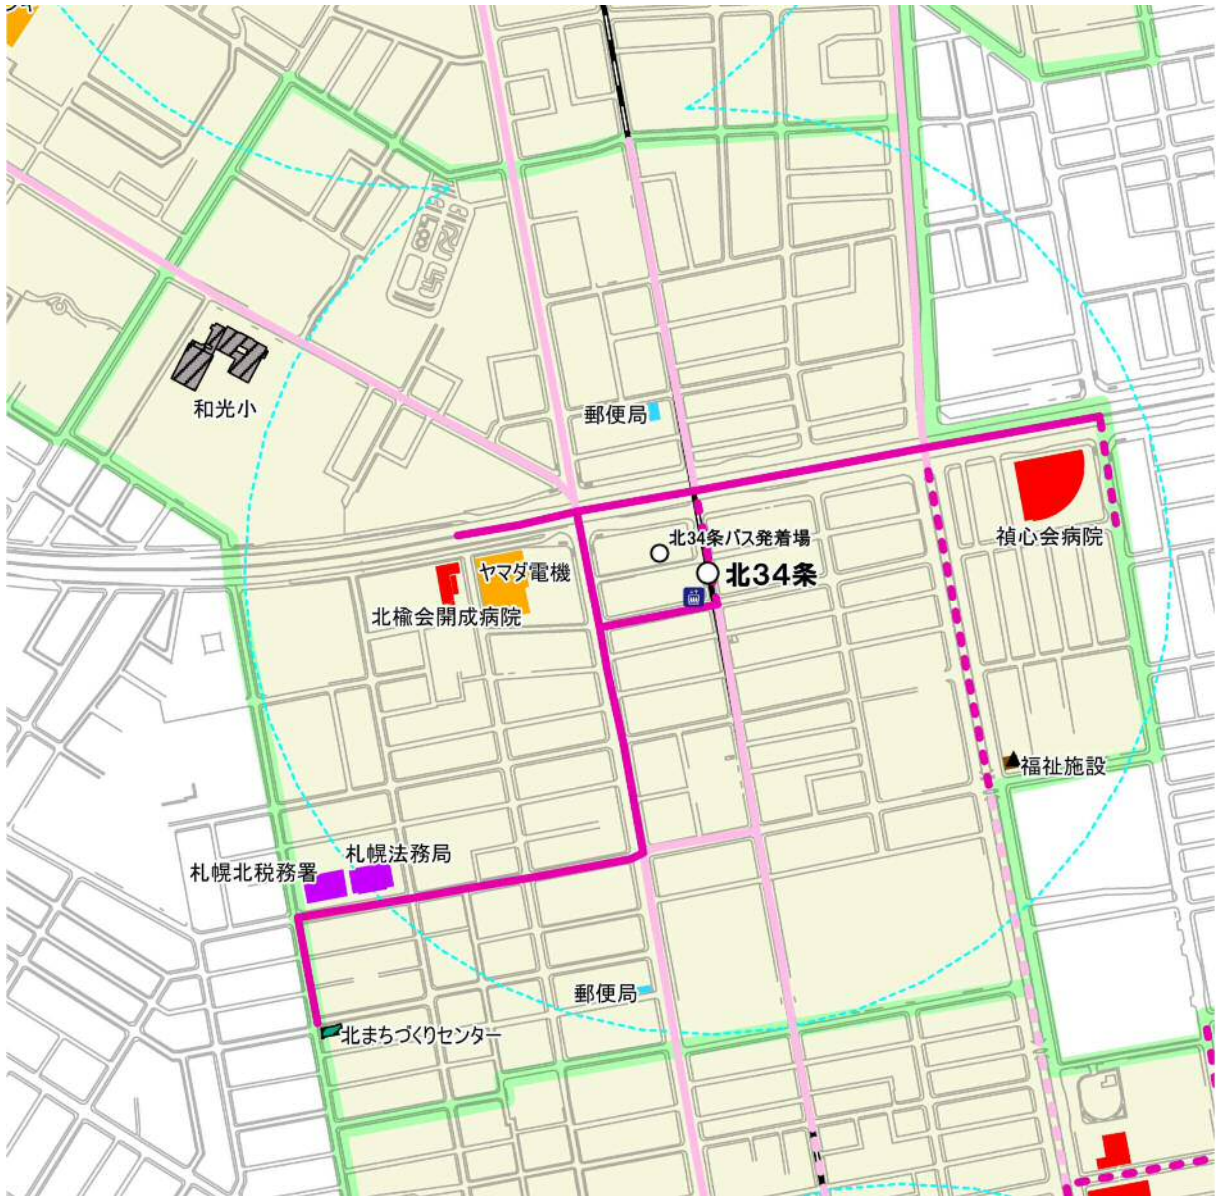 和光小
郵便局
北34条バス発着場
禎心会病院
ヤマダ電機
北34条
北楡会開成病院
福祉施設
札幌法務局
札幌北税務署
郵便局
北まちづくりセンター